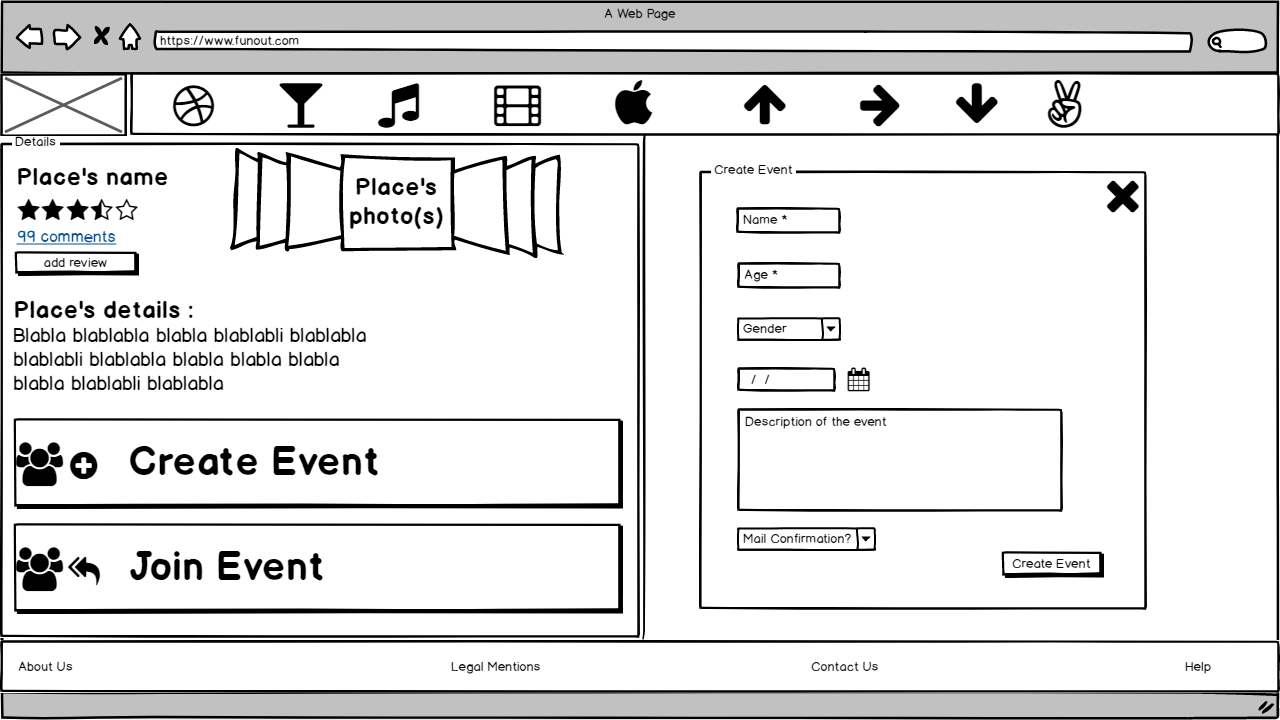 A Web Page
https://www.funout.com
Details
Place's name
99 comments
add review
Place's
photo(s)
Place's details :
Blabla blablabla blabla blablabli blablabla
blablabli blablabla blabla blabla blabla
blabla blablabli blablabla
Create Event
Join Event
Create Event
Name *
Age *
Gender
/ /
Description of the event
Mail Confirmation?
Create Event
About Us
Legal Mentions
Contact Us
Help